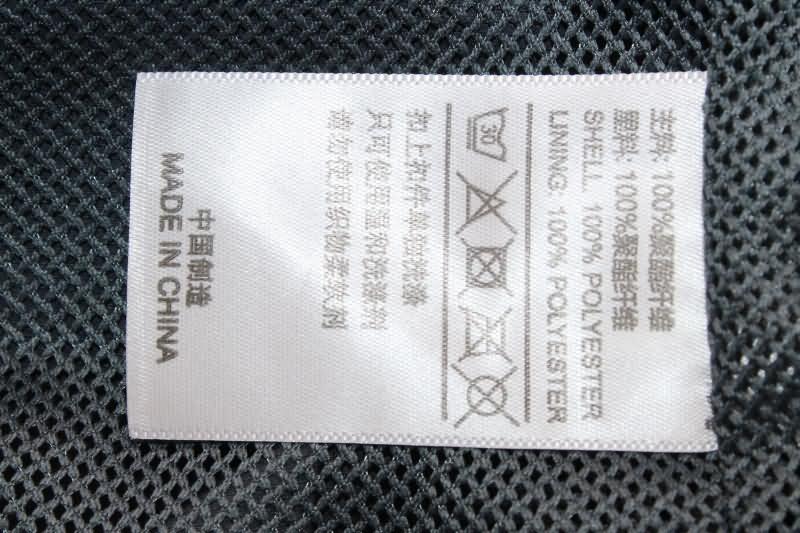 主料: 100%聚酯纤维
里料: 100%聚酯纤维
SHELL: 100% POLYESTER
LINING: 100% POLYESTER
30
扣上衣件单独洗涤
只可使用温和洗涤剂
请勿使用织物柔软剂
中国制造
MADE IN CHINA